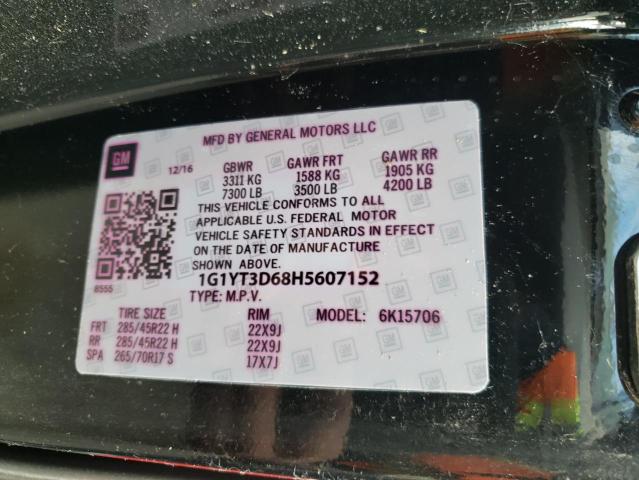 GM
MFD BY GENERAL MOTORS LLC
12/16 GBWR GAWR FRT GAWR RR
3311 KG 1588 KG 1905 KG
7300 LB 3500 LB 4200 LB
THIS VEHICLE CONFORMS TO ALL
APPLICABLE U.S. FEDERAL MOTOR
VEHICLE SAFETY STANDARDS IN EFFECT
ON THE DATE OF MANUFACTURE
SHOWN ABOVE.
8555
1G1YT3D68H5607152
TYPE: M.P.V.
TIRE SIZE RIM MODEL: 6K15706
FRT 285/45R22 H 22X9J
RR 285/45R22 H 22X9J
SPA 265/70R17 S 17X7J